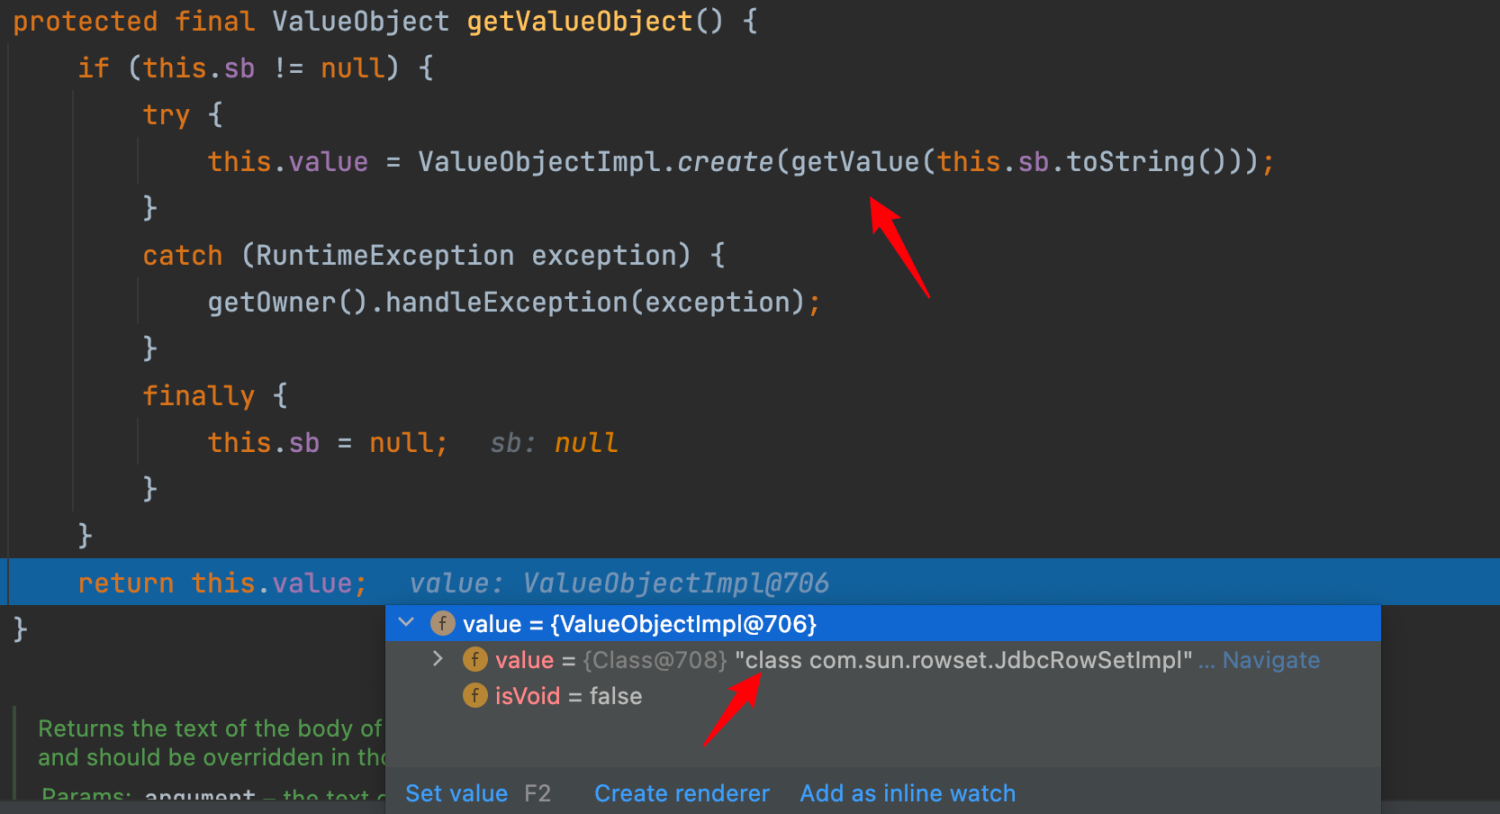 protected final ValueObject getValueObject() {
if (this.sb != null) {
try {
this.value = ValueObjectImpl.create(getValue(this.sb.toString()));
}
catch (RuntimeException exception) {
getOwner().handleException(exception);
}
finally {
this.sb = null; sb: null
}
}
return this.value; value: ValueObjectImpl@706
}
f value = {ValueObjectImpl@706}
f value = {Class@708} "class com.sun.rowset.JdbcRowSetImpl" ... Navigate
f isVoid = false
Returns the text of the body of
and should be overridden in
Params: argument – the text
Set value F2 Create renderer Add as inline watch